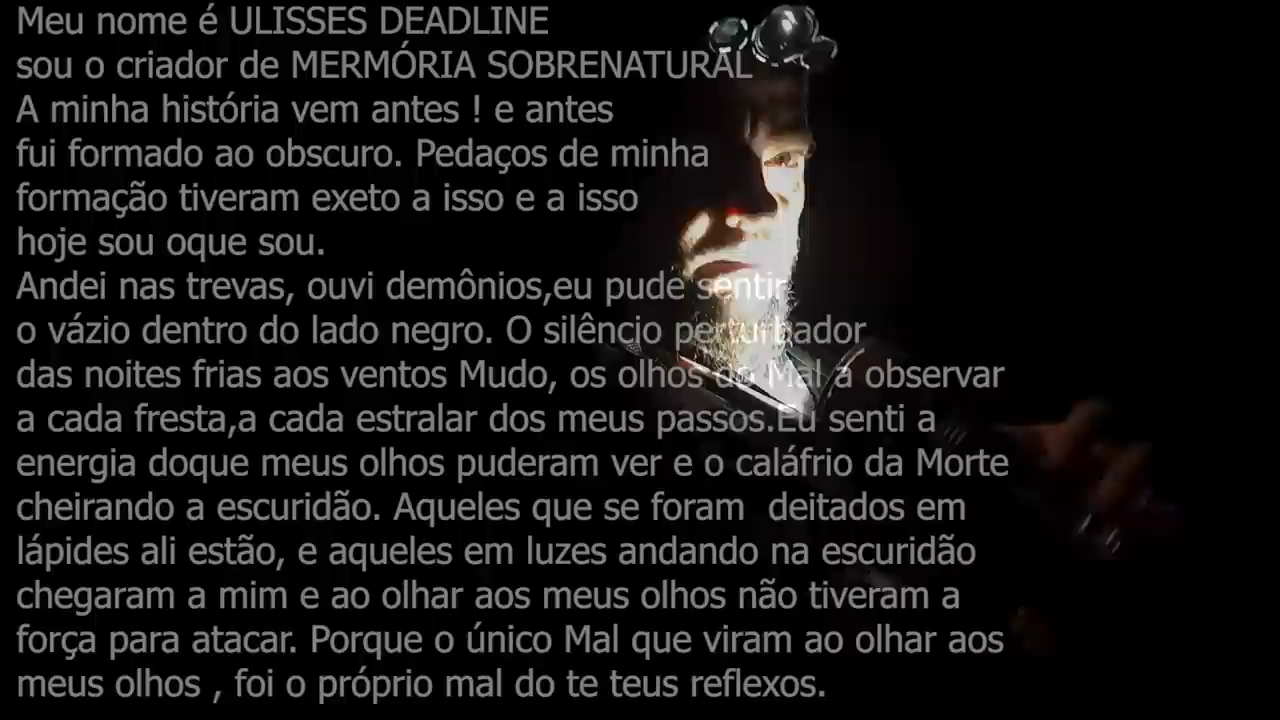 Meu nome é ULISSES DEADLINE
sou o criador de MERMÓRIA SOBRENATURAL
A minha história vem antes ! e antes
fui formado ao obscuro. Pedaços de minha
formação tiveram exeto a isso e a isso
hoje sou oque sou.
Andei nas trevas, ouvi demônios,eu pude sentir
o vázio dentro do lado negro. O silêncio perturbador
das noites frias aos ventos Mudo, os olhos do Mal a observar
a cada fresta,a cada estralar dos meus passos.Eu senti a
energia doque meus olhos puderam ver e o caláfrio da Morte
cheirando a escuridão. Aqueles que se foram  deitados em
lápides ali estão, e aqueles em luzes andando na escuridão
chegaram a mim e ao olhar aos meus olhos não tiveram a
força para atacar. Porque o único Mal que viram ao olhar aos
meus olhos , foi o próprio mal do te teus reflexos.